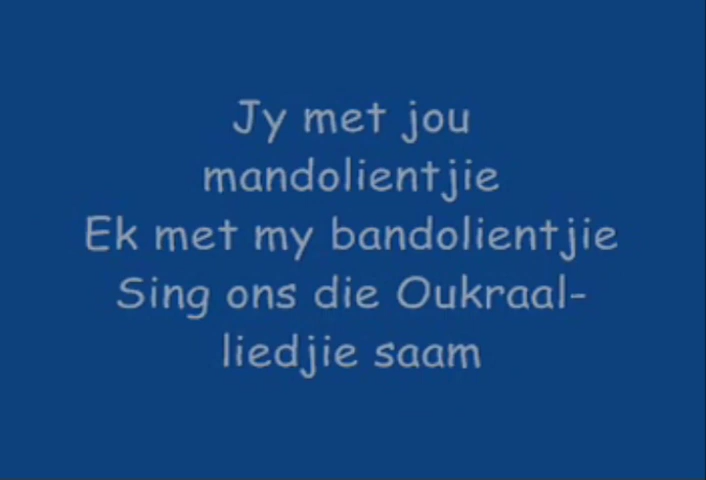 Jy met jou
mandolientjie
Ek met my bandolientjie
Sing ons die Oukraal-
liedjie saam